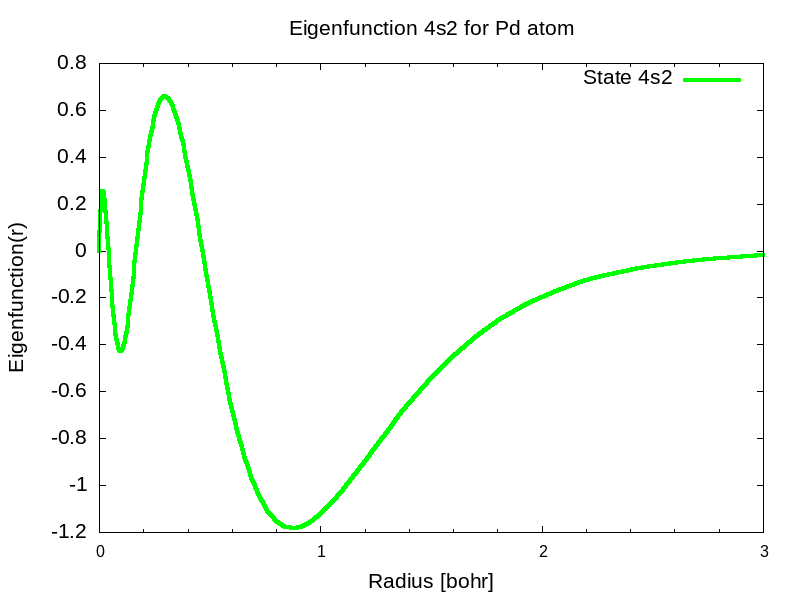 Eigenfunction 4s2 for Pd atom
State 4s2
0.8
0.6
0.4
0.2
0
-0.2
-0.4
-0.6
-0.8
-1
-1.2
Eigenfunction(r)
0 1 2 3
Radius [bohr]